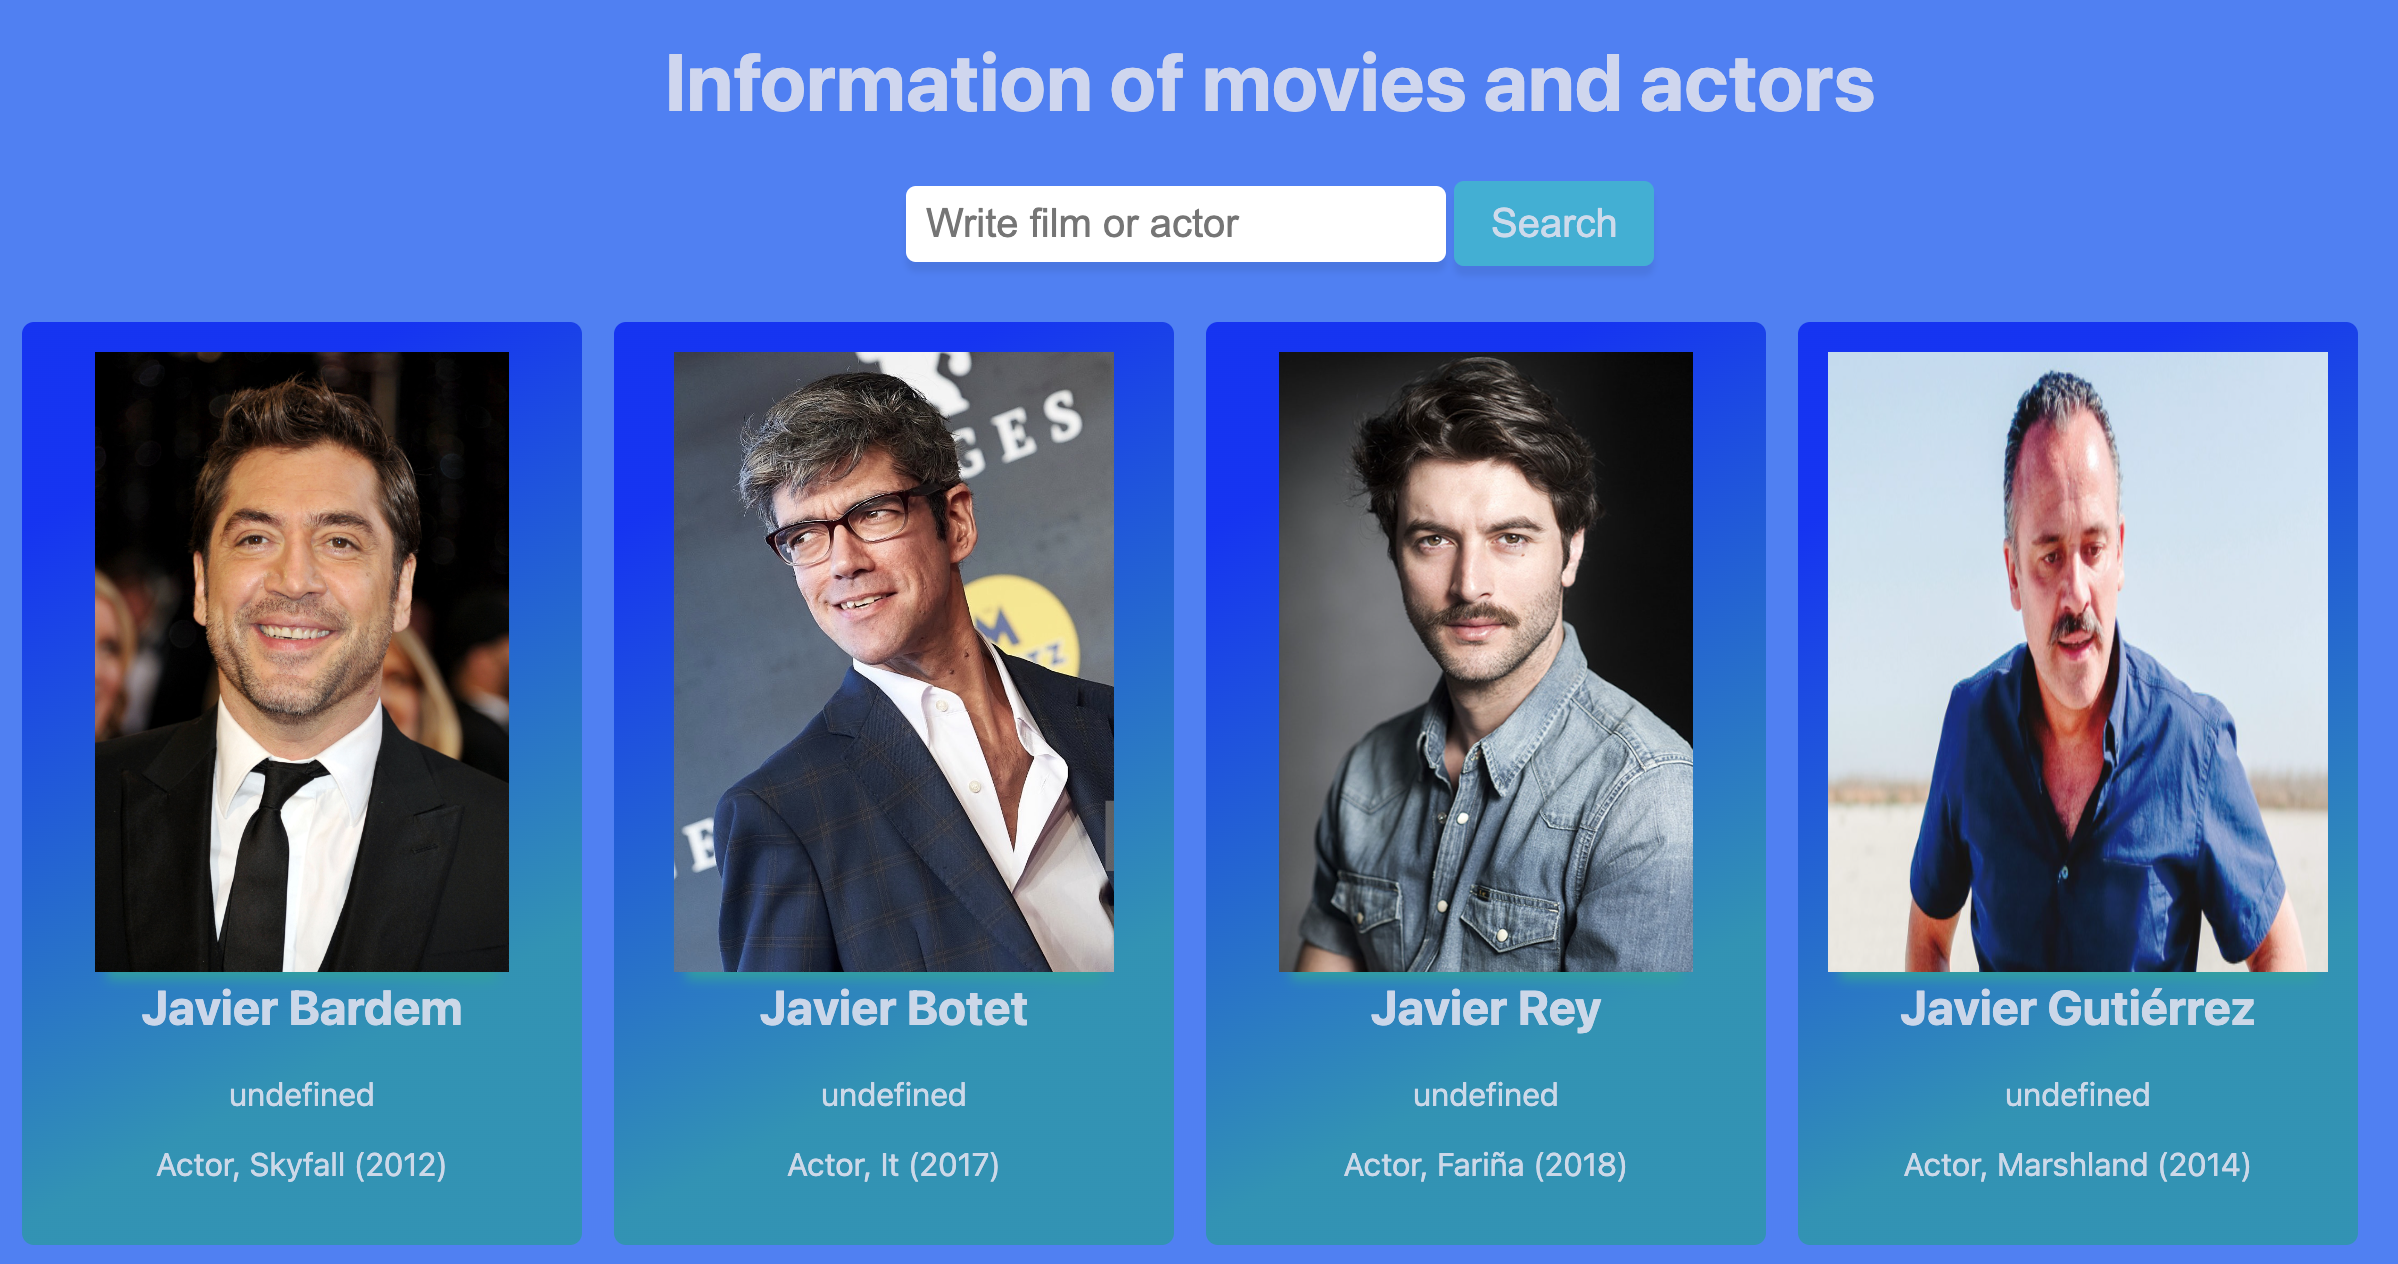 Information of movies and actors
Write film or actor
Search
GES
E
M
TZ
Javier Bardem
Javier Botet
Javier Rey
Javier Gutiérrez
undefined
undefined
undefined
undefined
Actor, Skyfall (2012)
Actor, It (2017)
Actor, Fariña (2018)
Actor, Marshland (2014)